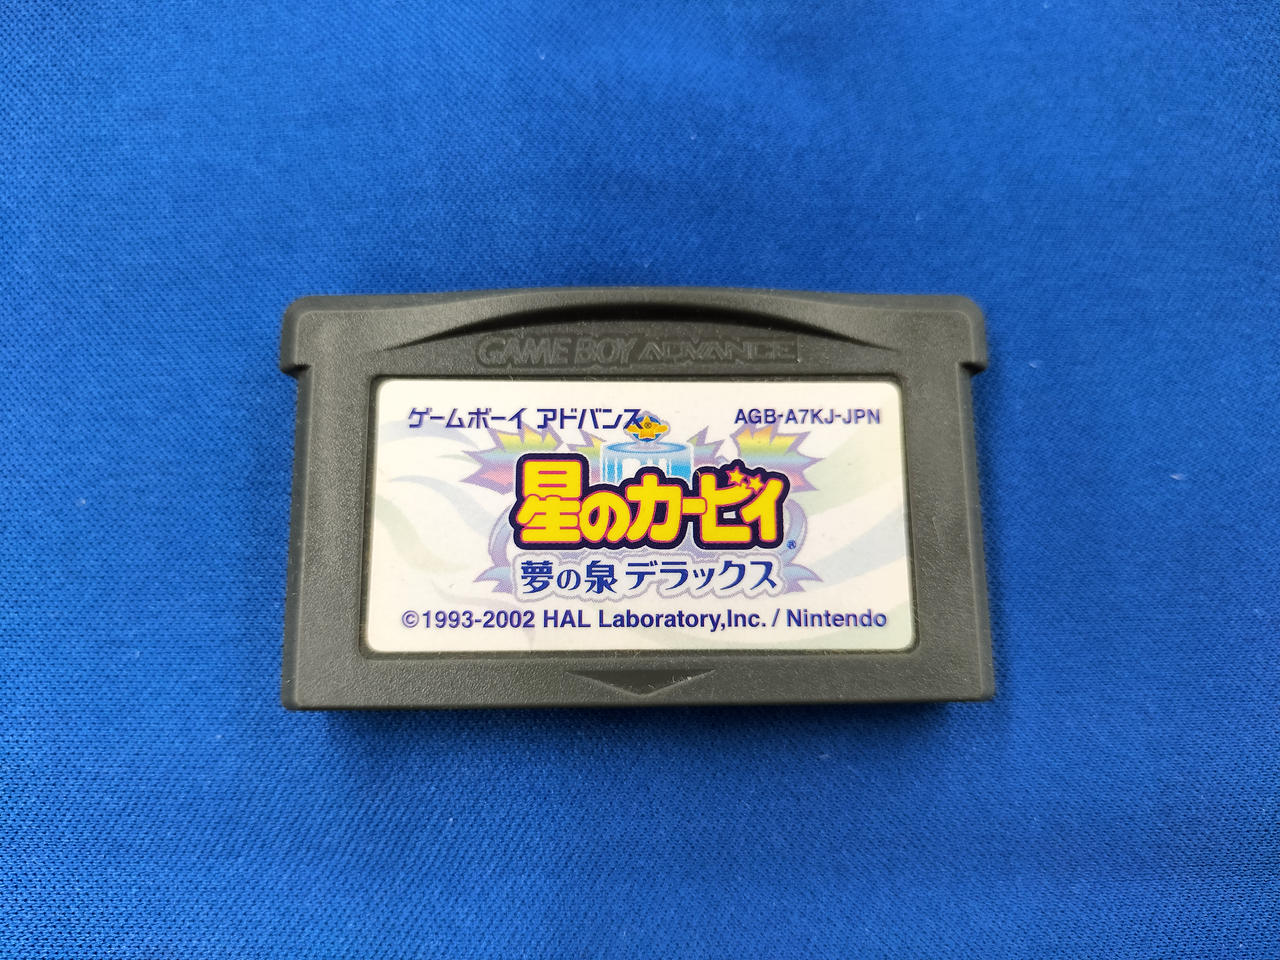 GAME BOY ADVANCE
ゲームボーイ アドバンス® AGB-A7KJ-JPN
星のカービィ®
夢の泉デラックス
©1993-2002 HAL Laboratory,Inc. / Nintendo